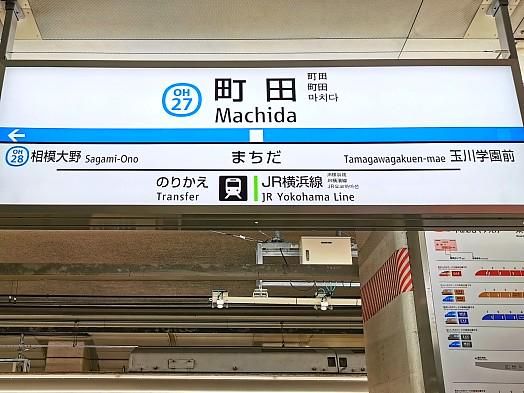 OH
27
町田
Machida
町田
町田
마치다
OH
28
相模大野 Sagami-Ono
まちだ
Tamagawagakuen-mae 玉川学園前
のりかえ
Transfer
JR横浜線
JR Yokohama Line